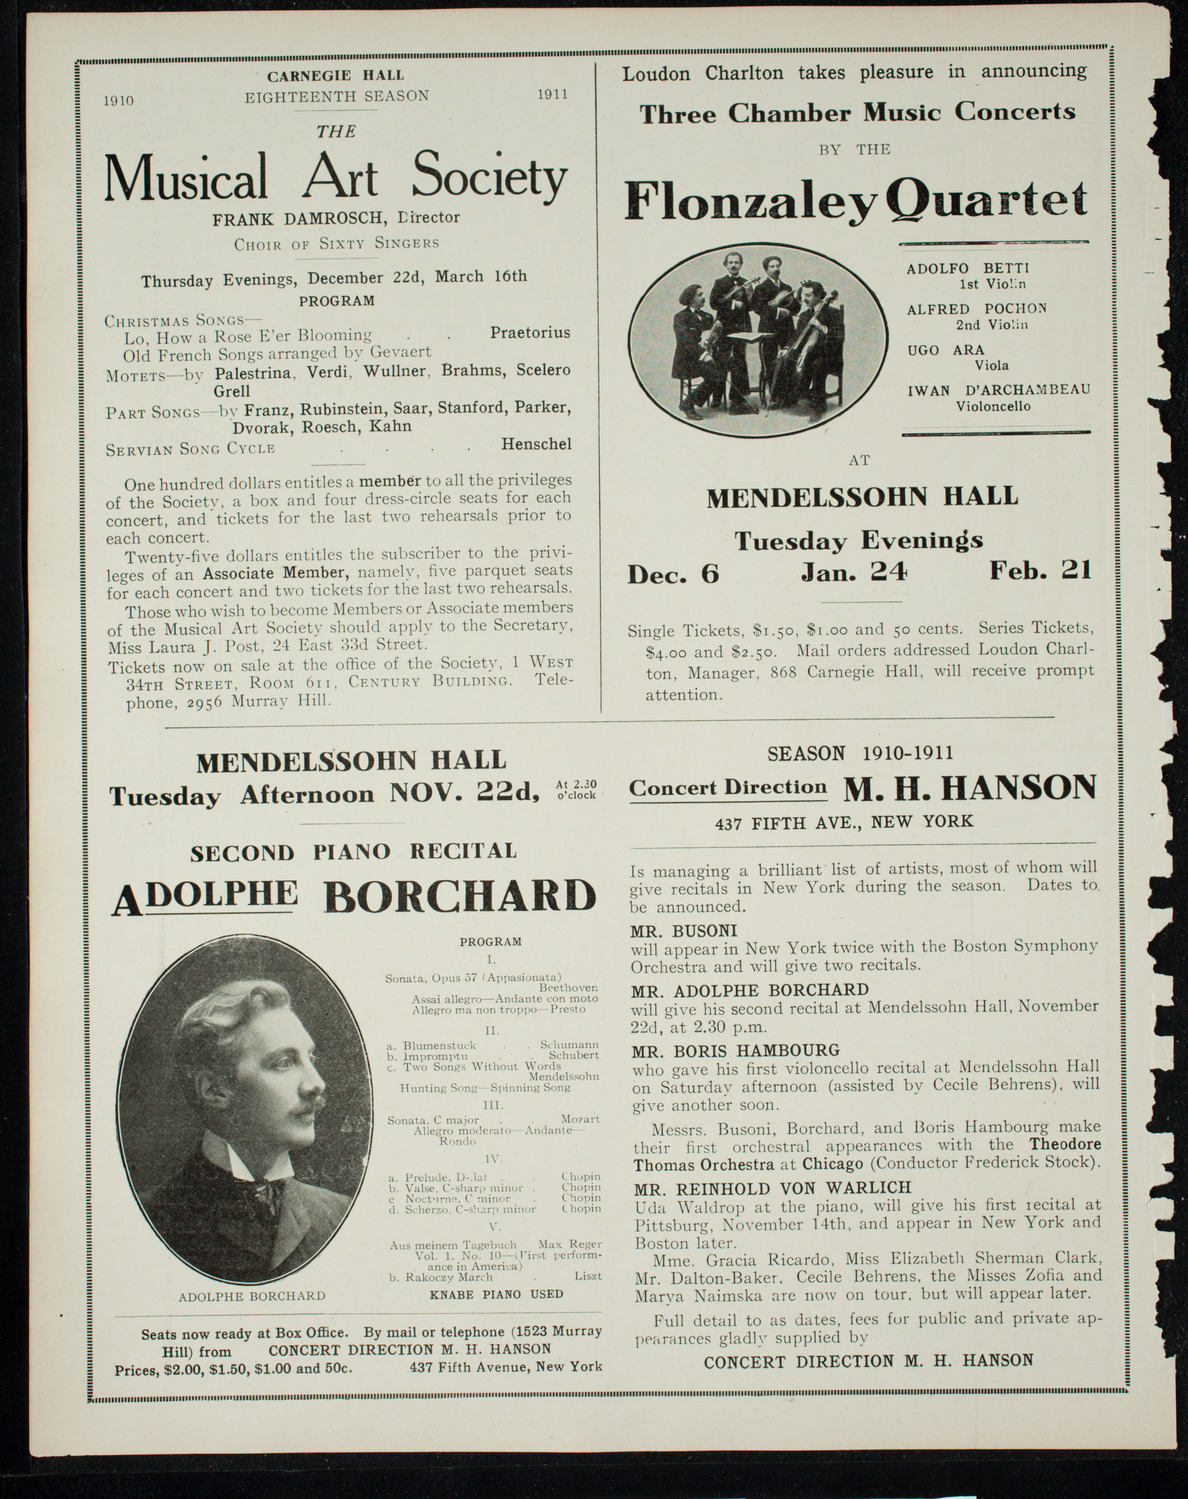 CARNEGIE HALL
1910 EIGHTEENTH SEASON 1911
THE
Musical Art Society
FRANK DAMROSCH, Director
CHOIR OF SIXTY SINGERS
Thursday Evenings, December 22d, March 16th
PROGRAM
CHRISTMAS SONGS—
Lo, How a Rose E'er Blooming . . Praetorius
Old French Songs arranged by Gevaert
MOTETS—by Palestrina, Verdi, Wullner, Brahms, Scelero
Grell
PART SONGS—by Franz, Rubinstein, Saar, Stanford, Parker,
Dvorak, Roesch, Kahn
SERVIAN SONG CYCLE . . . . Henschel
One hundred dollars entitles a member to all the privileges
of the Society, a box and four dress-circle seats for each
concert, and tickets for the last two rehearsals prior to
each concert.
Twenty-five dollars entitles the subscriber to the privi-
leges of an Associate Member, namely, five parquet seats
for each concert and two tickets for the last two rehearsals.
Those who wish to become Members or Associate members
of the Musical Art Society should apply to the Secretary,
Miss Laura J. Post, 24 East 33d Street.
Tickets now on sale at the office of the Society, 1 WEST
34TH STREET, ROOM 611, CENTURY BUILDING. Tele-
phone, 2956 Murray Hill.
Loudon Charlton takes pleasure in announcing
Three Chamber Music Concerts
BY THE
Flonzaley Quartet
ADOLFO BETTI
1st Violin
ALFRED POCHON
2nd Violin
UGO ARA
Viola
IWAN D'ARCHAMBEAU
Violoncello
AT
MENDELSSOHN HALL
Tuesday Evenings
Dec. 6 Jan. 24 Feb. 21
Single Tickets, $1.50, $1.00 and 50 cents. Series Tickets,
$4.00 and $2.50. Mail orders addressed Loudon Charl-
ton, Manager, 868 Carnegie Hall, will receive prompt
attention.
MENDELSSOHN HALL
Tuesday Afternoon NOV. 22d, At 2.30 o'clock
SECOND PIANO RECITAL
ADOLPHE BORCHARD
PROGRAM
I.
Sonata, Opus 57 (Appasionata)
Beethoven
Assai allegro—Andante con moto
Allegro ma non troppo—Presto
II.
a. Blumenstuck . . Schumann
b. Impromptu . . Schubert
c. Two Songs Without Words
Mendelssohn
Hunting Song—Spinning Song
III.
Sonata, C major . . Mozart
Allegro moderato—Andante—
Rondo
IV.
a. Prelude, D-flat . . Chopin
b. Valse, C-sharp minor . Chopin
c Nocturne, C minor . Chopin
d. Scherzo, C-sharp minor Chopin
V.
Aus meinem Tagebuch Max Reger
Vol. 1, No. 10—(First perform-
ance in America)
b. Rakoczy March . Liszt
KNABE PIANO USED
ADOLPHE BORCHARD
Seats now ready at Box Office. By mail or telephone (1523 Murray
Hill) from CONCERT DIRECTION M. H. HANSON
Prices, $2.00, $1.50, $1.00 and 50c. 437 Fifth Avenue, New York
SEASON 1910-1911
Concert Direction M. H. HANSON
437 FIFTH AVE., NEW YORK
Is managing a brilliant list of artists, most of whom will
give recitals in New York during the season. Dates to
be announced.
MR. BUSONI
will appear in New York twice with the Boston Symphony
Orchestra and will give two recitals.
MR. ADOLPHE BORCHARD
will give his second recital at Mendelssohn Hall, November
22d, at 2.30 p.m.
MR. BORIS HAMBOURG
who gave his first violoncello recital at Mendelssohn Hall
on Saturday afternoon (assisted by Cecile Behrens), will
give another soon.
Messrs. Busoni, Borchard, and Boris Hambourg make
their first orchestral appearances with the Theodore
Thomas Orchestra at Chicago (Conductor Frederick Stock).
MR. REINHOLD VON WARLICH
Uda Waldrop at the piano, will give his first recital at
Pittsburg, November 14th, and appear in New York and
Boston later.
Mme. Gracia Ricardo, Miss Elizabeth Sherman Clark,
Mr. Dalton-Baker, Cecile Behrens, the Misses Zofia and
Marya Naimska are now on tour, but will appear later.
Full detail to as dates, fees for public and private ap-
pearances gladly supplied by
CONCERT DIRECTION M. H. HANSON